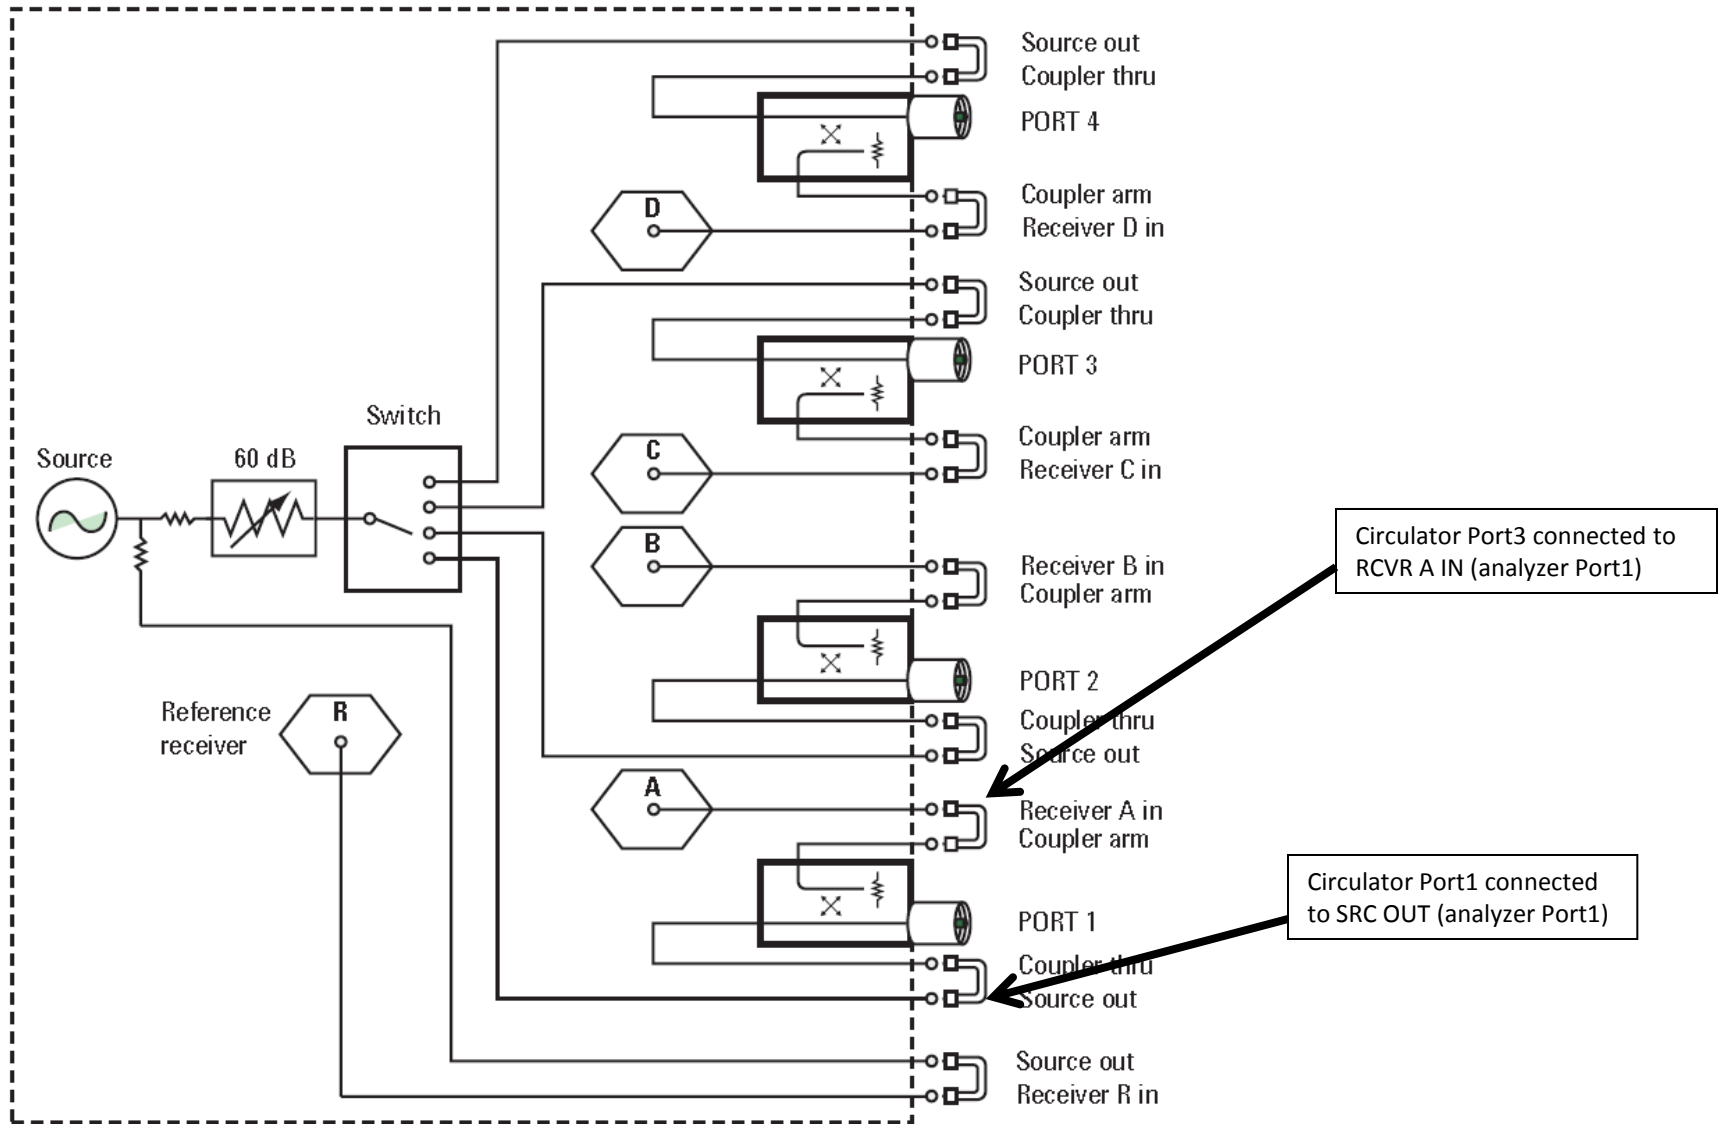 Source out
Coupler thru
PORT 4
Coupler arm
D
Receiver D in
Source out
Coupler thru
PORT 3
Switch
Coupler arm
Source
60 dB
C
Receiver C in
Circulator Port3 connected to
RCVR A IN (analyzer Port1)
B
Receiver B in
Coupler arm
PORT 2
Reference
receiver
R
Coupler thru
Source out
A
Receiver A in
Coupler arm
Circulator Port1 connected
to SRC OUT (analyzer Port1)
PORT 1
Coupler thru
Source out
Source out
Receiver R in